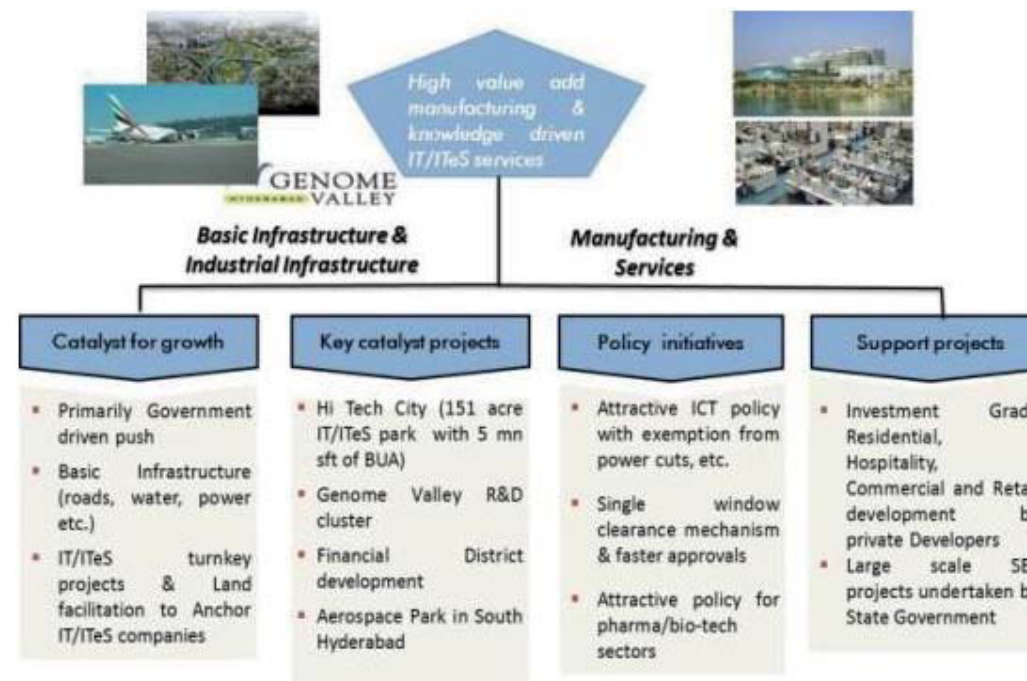 High value add
manufacturing &
knowledge driven
IT/ITeS services
GENOME
HYDERABAD VALLEY
Basic Infrastructure &
Industrial Infrastructure
Manufacturing &
Services
Catalyst for growth
Primarily Government
driven push
Basic Infrastructure
(roads, water, power
etc.)
IT/ITeS turnkey
projects & Land
facilitation to Anchor
IT/ITeS companies
Key catalyst projects
Hi Tech City (151 acre
IT/ITeS park with 5 mn
sft of BUA)
Genome Valley R&D
cluster
Financial District
development
Aerospace Park in South
Hyderabad
Policy initiatives
Attractive ICT policy
with exemption from
power cuts, etc.
Single window
clearance mechanism
& faster approvals
Attractive policy for
pharma/bio-tech
sectors
Support projects
Investment
Residential,
Hospitality,
Commercial and
development
private Developers
Large scale
projects undertaken
State Government